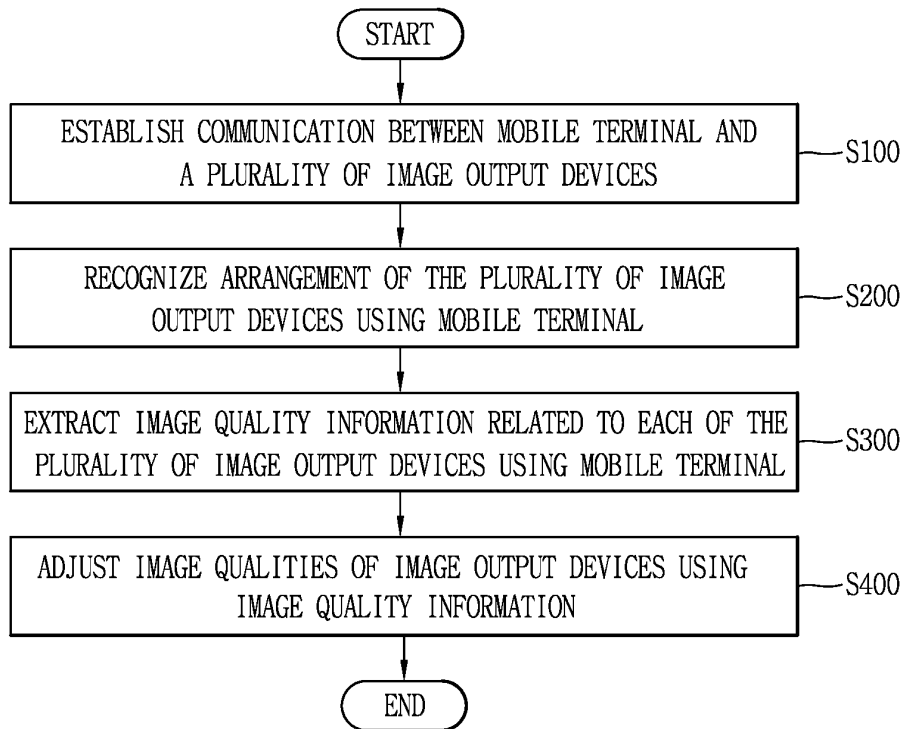 START
ESTABLISH COMMUNICATION BETWEEN MOBILE TERMINAL AND
A PLURALITY OF IMAGE OUTPUT DEVICES
S100
RECOGNIZE ARRANGEMENT OF THE PLURALITY OF IMAGE
OUTPUT DEVICES USING MOBILE TERMINAL
S200
EXTRACT IMAGE QUALITY INFORMATION RELATED TO EACH OF THE
PLURALITY OF IMAGE OUTPUT DEVICES USING MOBILE TERMINAL
S300
ADJUST IMAGE QUALITIES OF IMAGE OUTPUT DEVICES USING
IMAGE QUALITY INFORMATION
S400
END